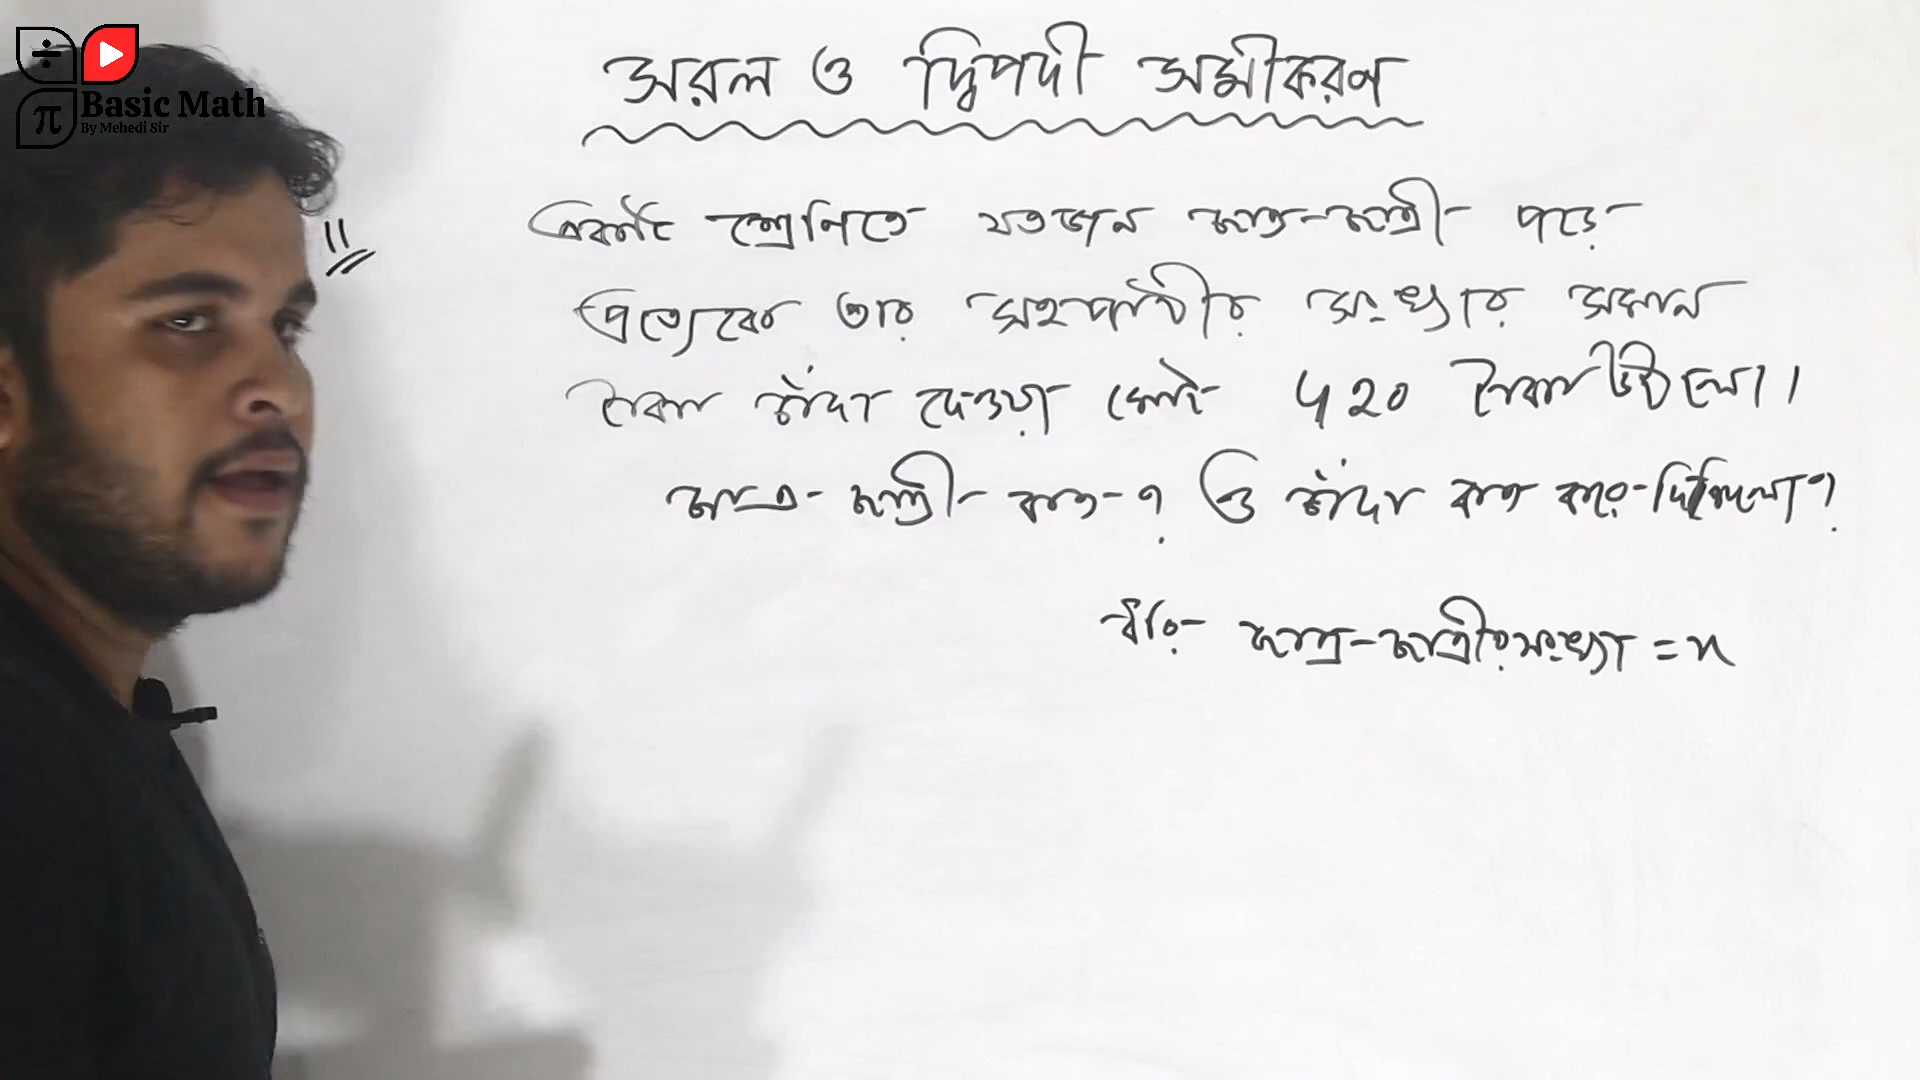 Basic Math
By Mehedi Sir
সরল ও দ্বিপদী সমীকরণ
॥ একটি শ্রেণিতে যতজন ছাত্র-ছাত্রী পড়ে
প্রত্যেকে তার সহপাঠীর সংখ্যার সমান
টাকা চাঁদা দেওয়ায় মোট ৫২০ টাকা উঠলো।
ছাত্র-ছাত্রী কত? ও চাঁদা কত করে দিলো?
ধরি ছাত্র-ছাত্রীর সংখ্যা = x